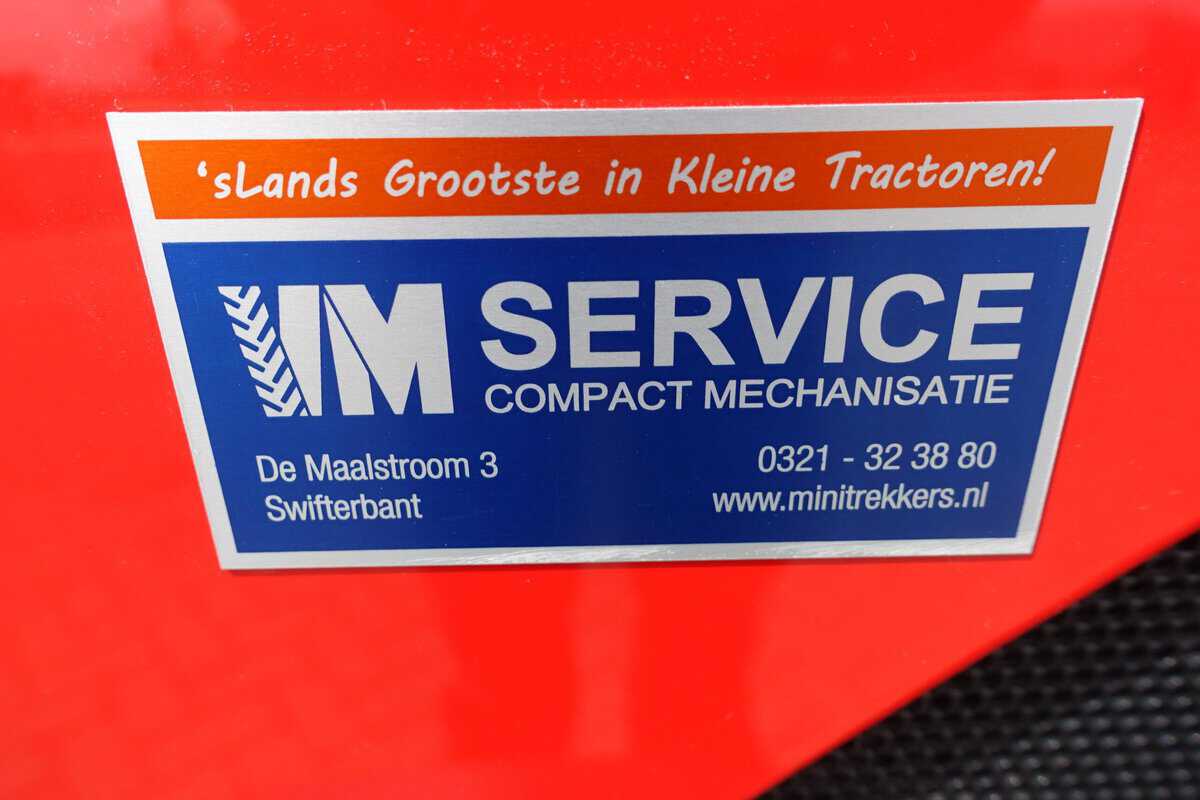 ‘sLands Grootste in Kleine Tractoren!
IM SERVICE
COMPACT MECHANISATIE
De Maalstroom 3
Swifterbant
0321 - 32 38 80
www.minitrekkers.nl